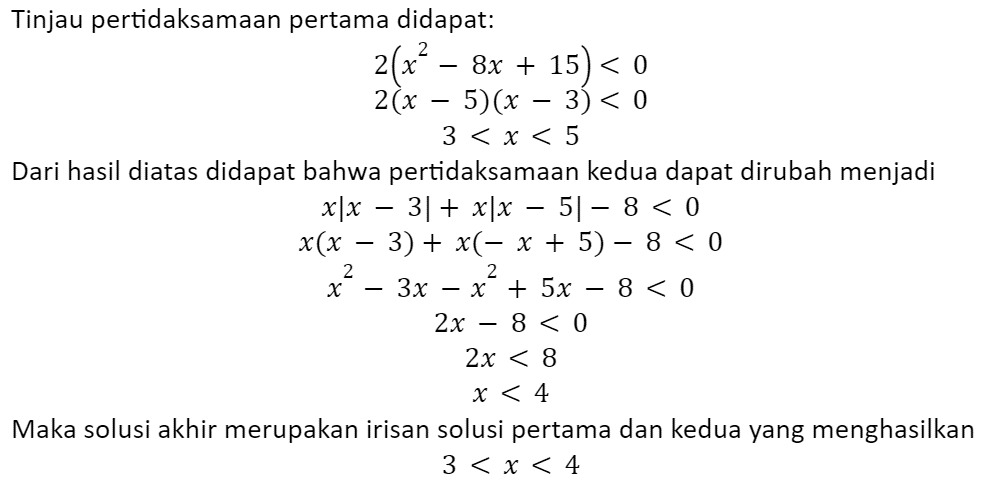 Tinjau pertidaksamaan pertama didapat:
2(x² − 8x + 15) < 0
2(x − 5)(x − 3) < 0
3 < x < 5
Dari hasil diatas didapat bahwa pertidaksamaan kedua dapat dirubah menjadi
x|x − 3| + x|x − 5| − 8 < 0
x(x − 3) + x(− x + 5) − 8 < 0
x² − 3x − x² + 5x − 8 < 0
2x − 8 < 0
2x < 8
x < 4
Maka solusi akhir merupakan irisan solusi pertama dan kedua yang menghasilkan
3 < x < 4